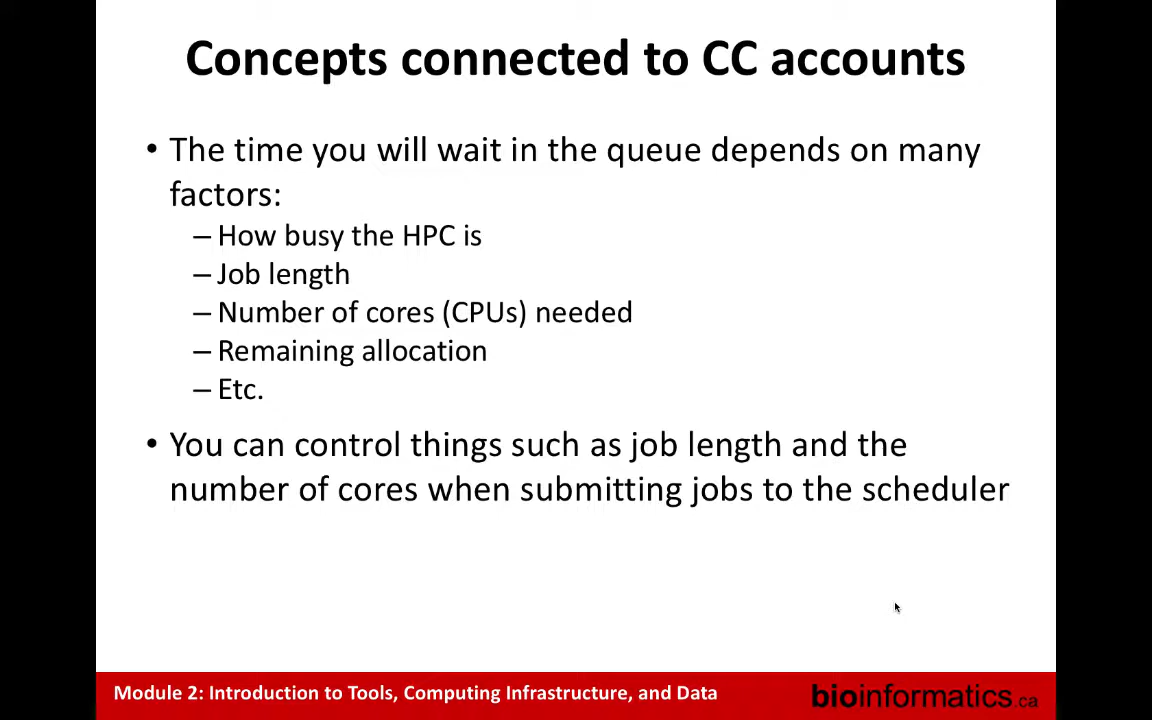 Concepts connected to CC accounts
• The time you will wait in the queue depends on many
factors:
– How busy the HPC is
– Job length
– Number of cores (CPUs) needed
– Remaining allocation
– Etc.
• You can control things such as job length and the
number of cores when submitting jobs to the scheduler
Module 2: Introduction to Tools, Computing Infrastructure, and Data
bioinformatics.ca